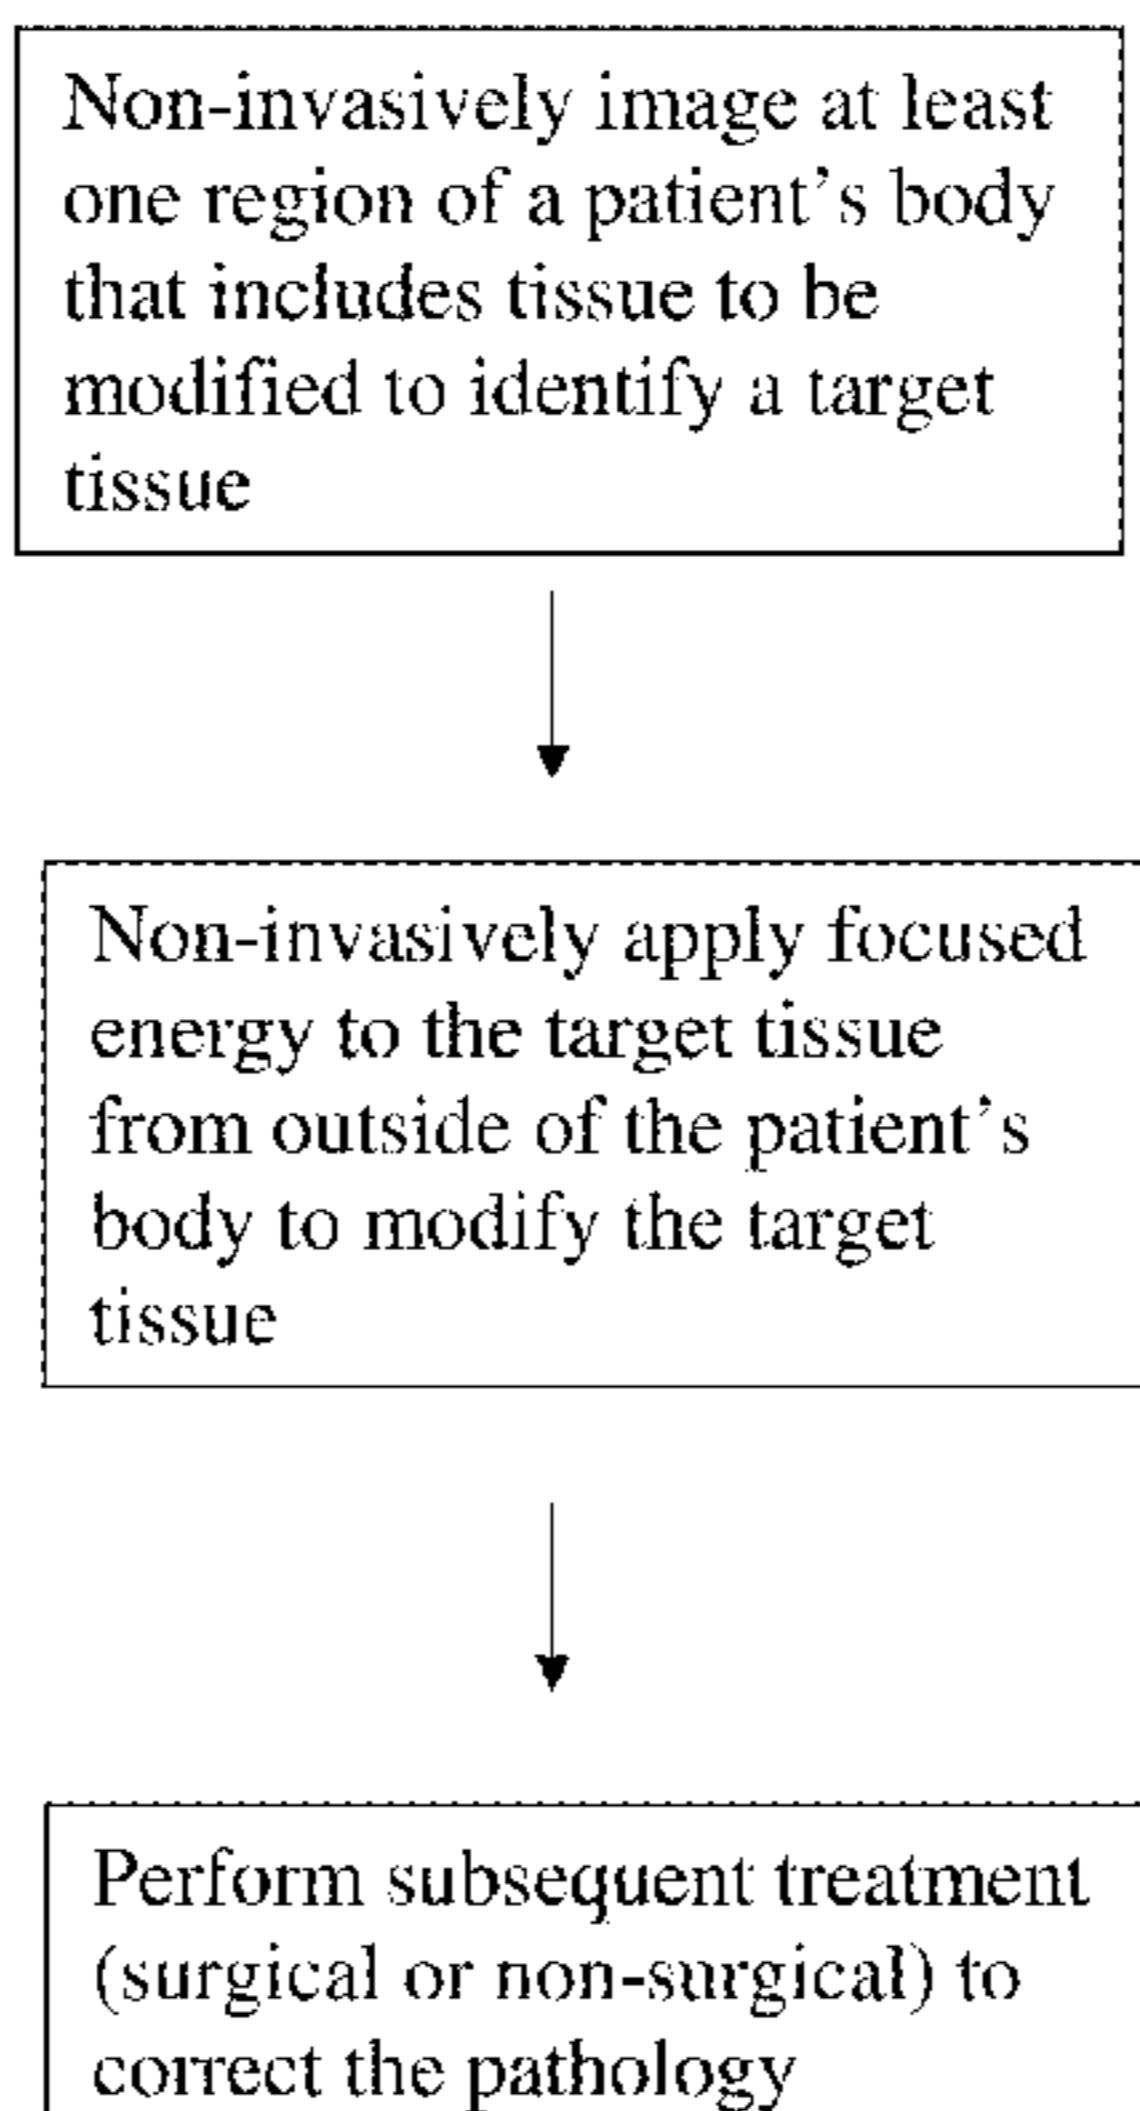 Non-invasively image at least
one region of a patient's body
that includes tissue to be
modified to identify a target
tissue
Non-invasively apply focused
energy to the target tissue
from outside of the patient's
body to modify the target
tissue
Perform subsequent treatment
(surgical or non-surgical) to
correct the pathology